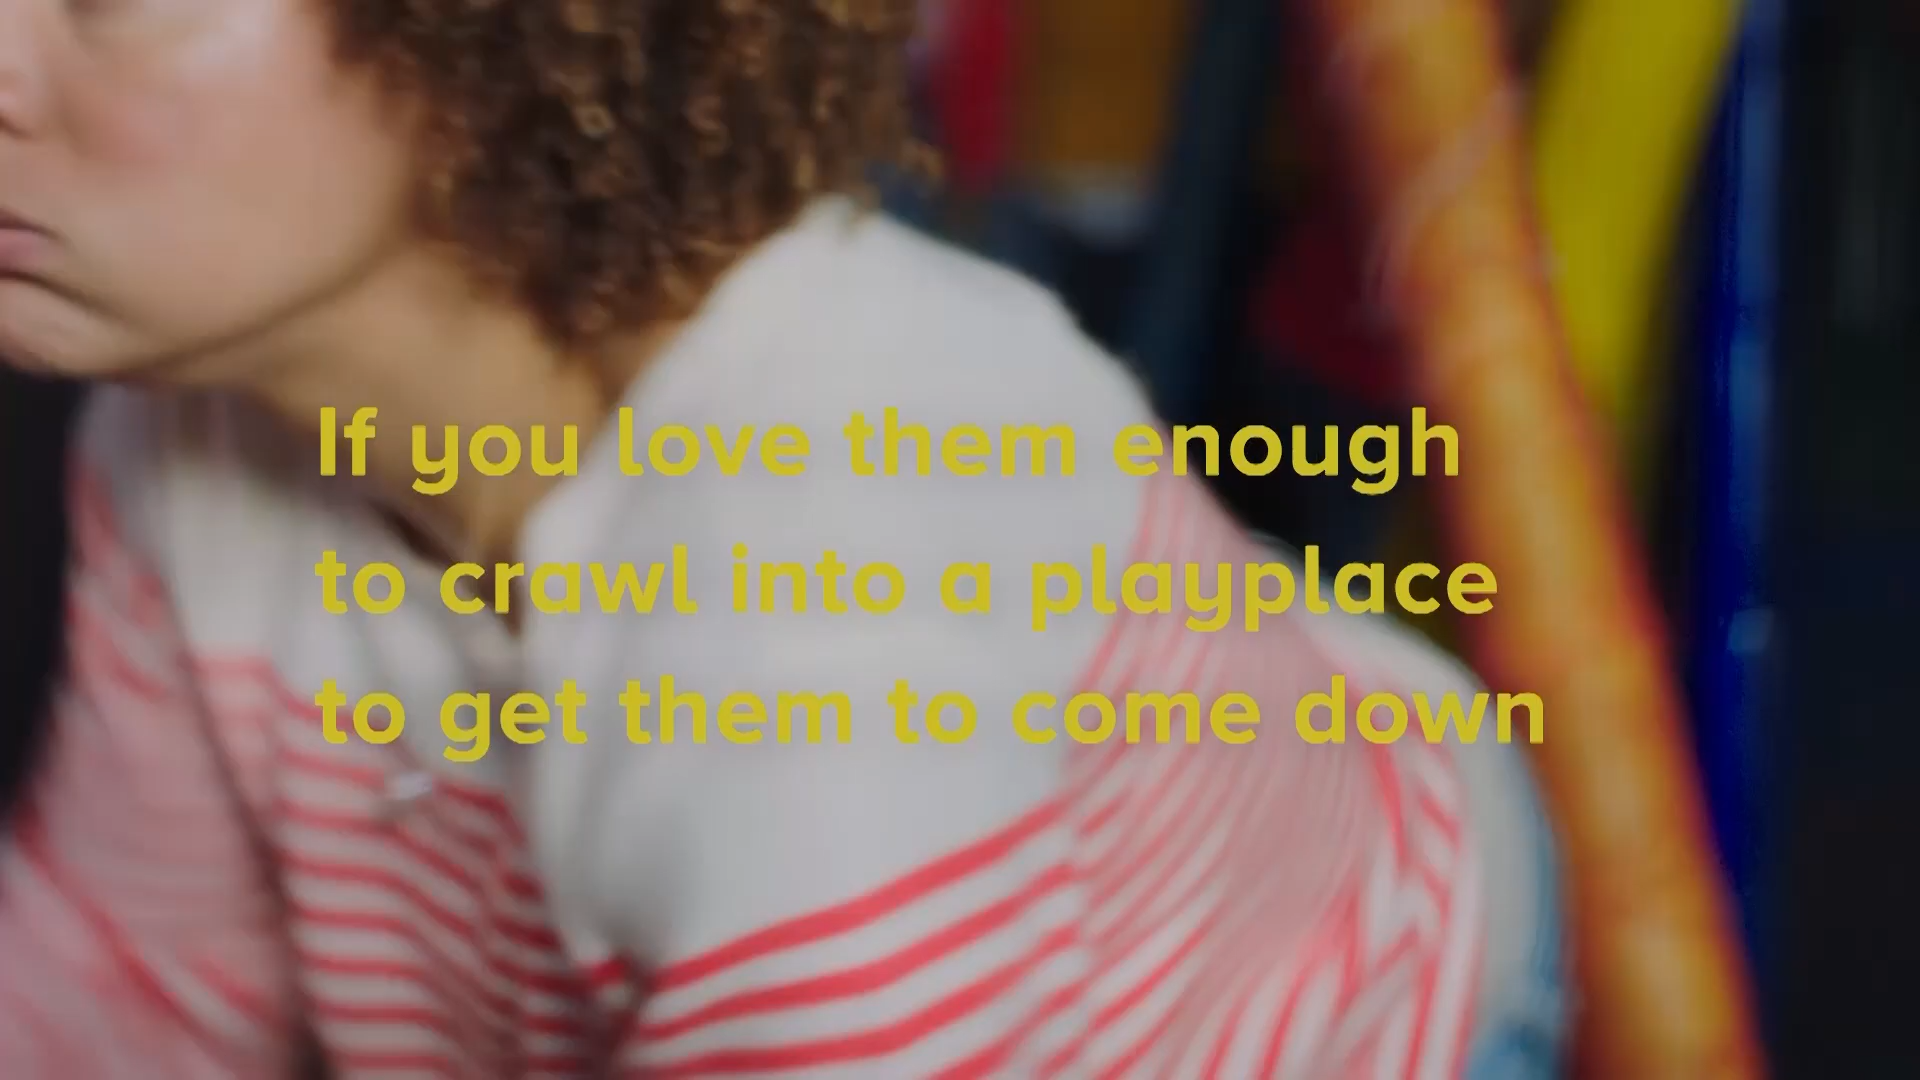 If you love them enough
to crawl into a playplace
to get them to come down